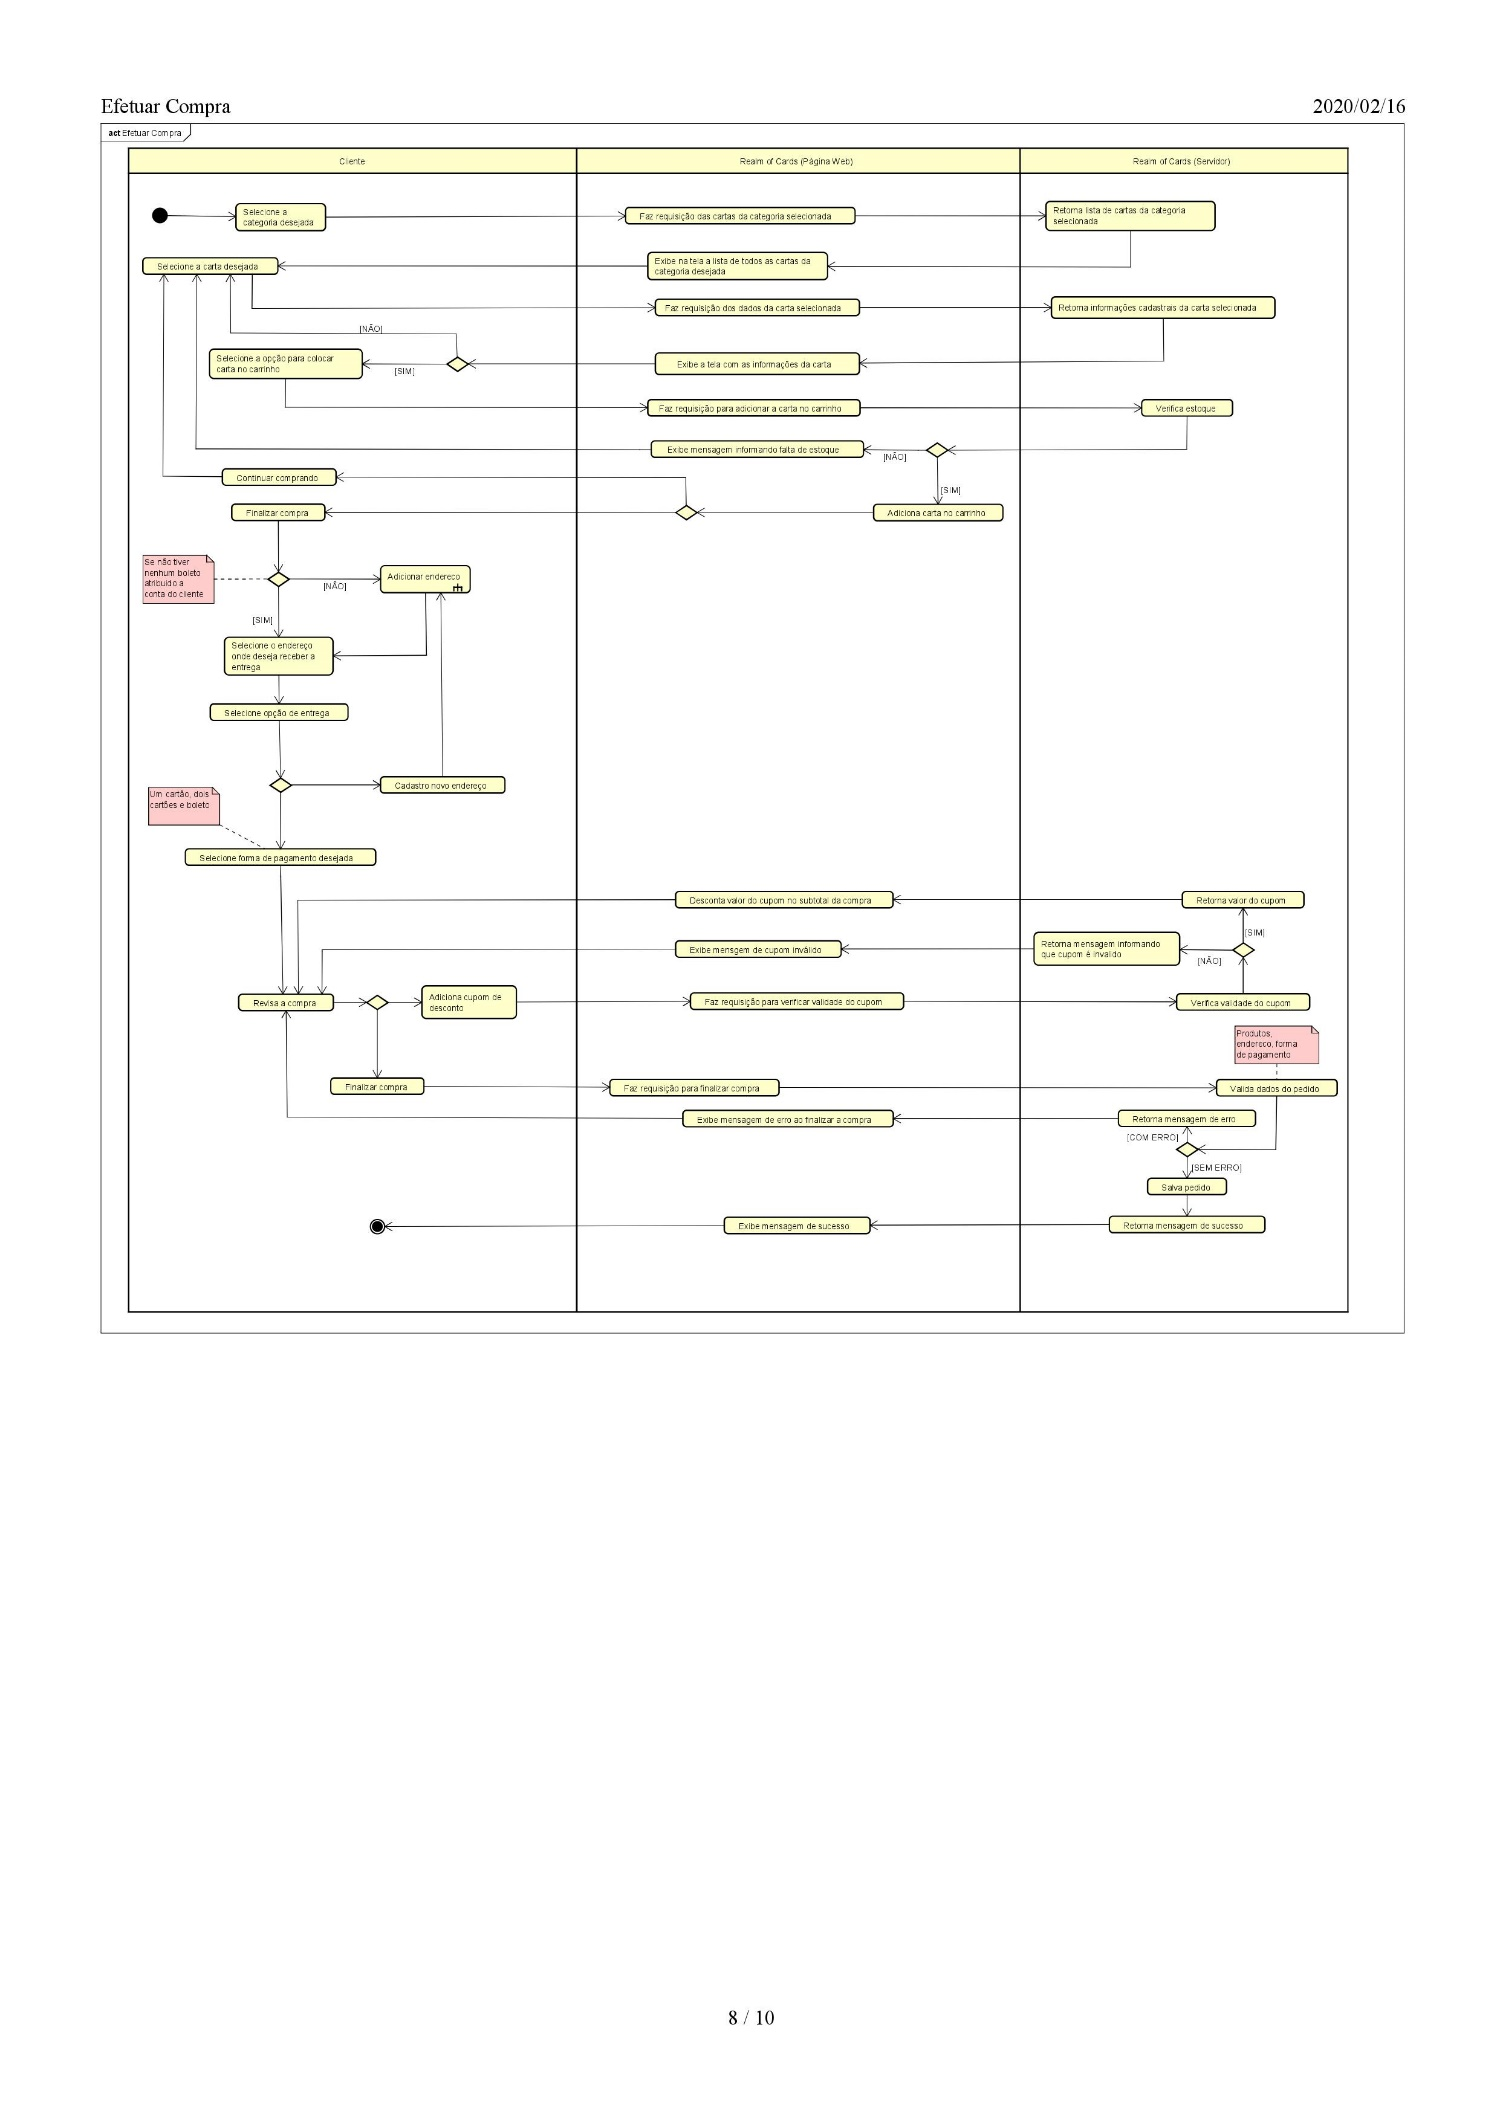 Efetuar Compra
2020/02/16
act Efetuar Compra
Cliente
Realm of Cards (Página Web)
Realm of Cards (Servidor)
Selecione a
categoria desejada
Faz requisição das cartas da categoria selecionada
Retorna lista de cartas da categoria
selecionada
Selecione a carta desejada
Exibe na tela a lista de todos as cartas da
categoria desejada
Faz requisição dos dados da carta selecionada
Retorna informações cadastrais da carta selecionada
[NÃO]
Selecione a opção para colocar
carta no carrinho
[SIM]
Exibe a tela com as informações da carta
Faz requisição para adicionar a carta no carrinho
Verifica estoque
Exibe mensagem informando falta de estoque
[NÃO]
Continuar comprando
[SIM]
Finalizar compra
Adiciona carta no carrinho
Se não tiver
nenhum boleto
atribuido a
conta do cliente
[NÃO]
Adicionar endereco
[SIM]
Selecione o endereço
onde deseja receber a
entrega
Selecione opção de entrega
Cadastro novo endereço
Um cartão, dois
cartões e boleto
Selecione forma de pagamento desejada
Desconta valor do cupom no subtotal da compra
Retorna valor do cupom
[SIM]
Exibe mensgem de cupom inválido
Retorna mensagem informando
que cupom é invalido
[NÃO]
Revisa a compra
Adiciona cupom de
desconto
Faz requisição para verificar validade do cupom
Verifica validade do cupom
Produtos,
endereco, forma
de pagamento
Finalizar compra
Faz requisição para finalizar compra
Valida dados do pedido
Exibe mensagem de erro ao finalizar a compra
Retorna mensagem de erro
[COM ERRO]
[SEM ERRO]
Salva pedido
Exibe mensagem de sucesso
Retorna mensagem de sucesso
8 / 10